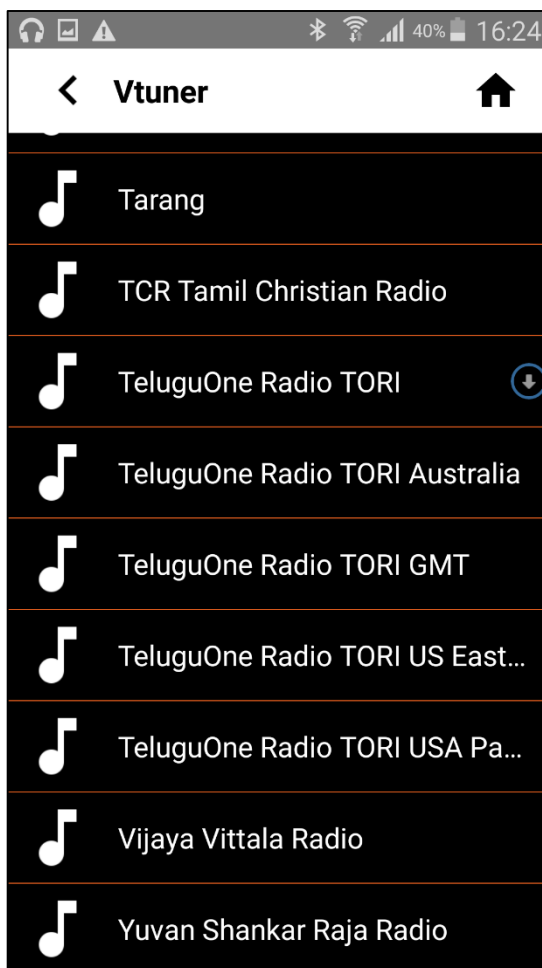 40% 16:24
Vtuner
Tarang
TCR Tamil Christian Radio
TeluguOne Radio TORI
TeluguOne Radio TORI Australia
TeluguOne Radio TORI GMT
TeluguOne Radio TORI US East...
TeluguOne Radio TORI USA Pa...
Vijaya Vittala Radio
Yuvan Shankar Raja Radio